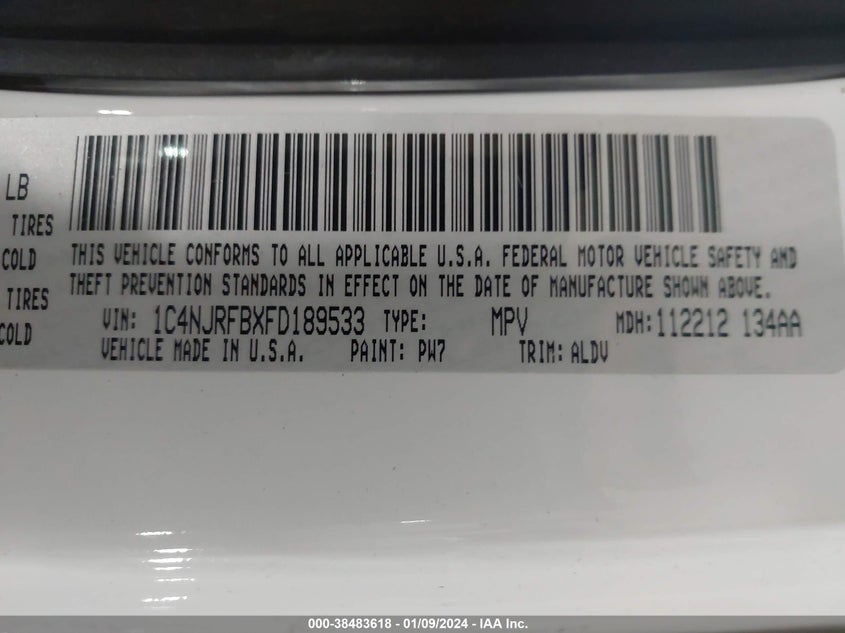 LB
TIRES
COLD
TIRES
COLD
THIS VEHICLE CONFORMS TO ALL APPLICABLE U.S.A. FEDERAL MOTOR VEHICLE SAFETY AND
THEFT PREVENTION STANDARDS IN EFFECT ON THE DATE OF MANUFACTURE SHOWN ABOVE.
VIN: 1C4NJRFBXFD189533 TYPE: MPV MDH:112212 134AA
VEHICLE MADE IN U.S.A. PAINT: PW7 TRIM: ALDV
000-38483618 - 01/09/2024 - IAA Inc.